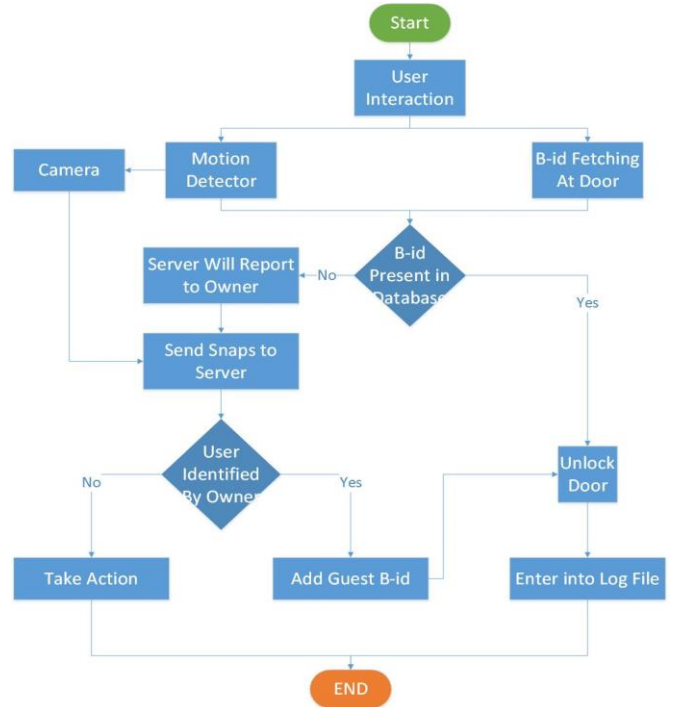 Start
User
Interaction
Camera
Motion
Detector
B-id Fetching
At Door
Server Will Report
to Owner
No
B-id
Present in
Database
Yes
Send Snaps to
Server
User
Identified
By Owner
No
Yes
Unlock
Door
Take Action
Add Guest B-id
Enter into Log File
END